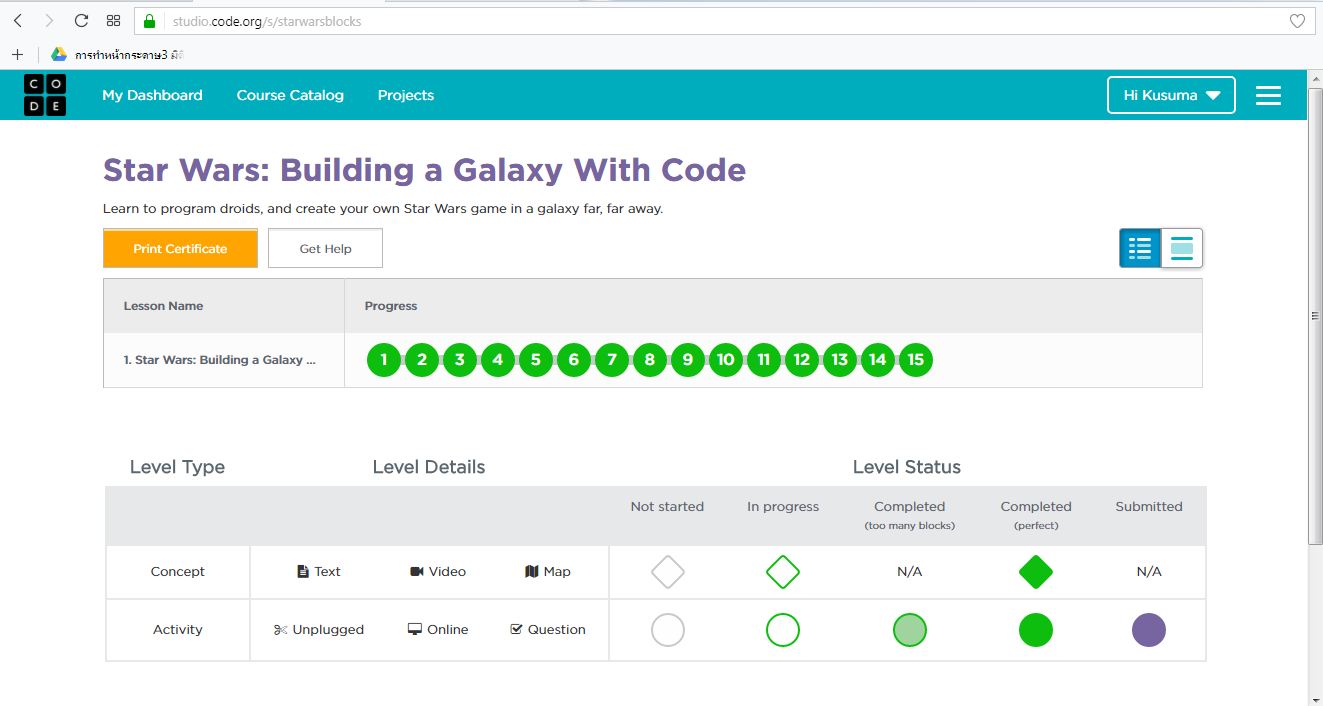 studio.code.org/s/starwarsblocks
การทำหน้ากระดาษ3 มิติ
CODE
My Dashboard Course Catalog Projects Hi Kusuma
Star Wars: Building a Galaxy With Code
Learn to program droids, and create your own Star Wars game in a galaxy far, far away.
Print Certificate Get Help
Lesson Name Progress
1. Star Wars: Building a Galaxy ... 1 2 3 4 5 6 7 8 9 10 11 12 13 14 15
Level Type Level Details Level Status
Not started In progress Completed Completed Submitted
(too many blocks) (perfect)
Concept Text Video Map N/A N/A
Activity Unplugged Online Question